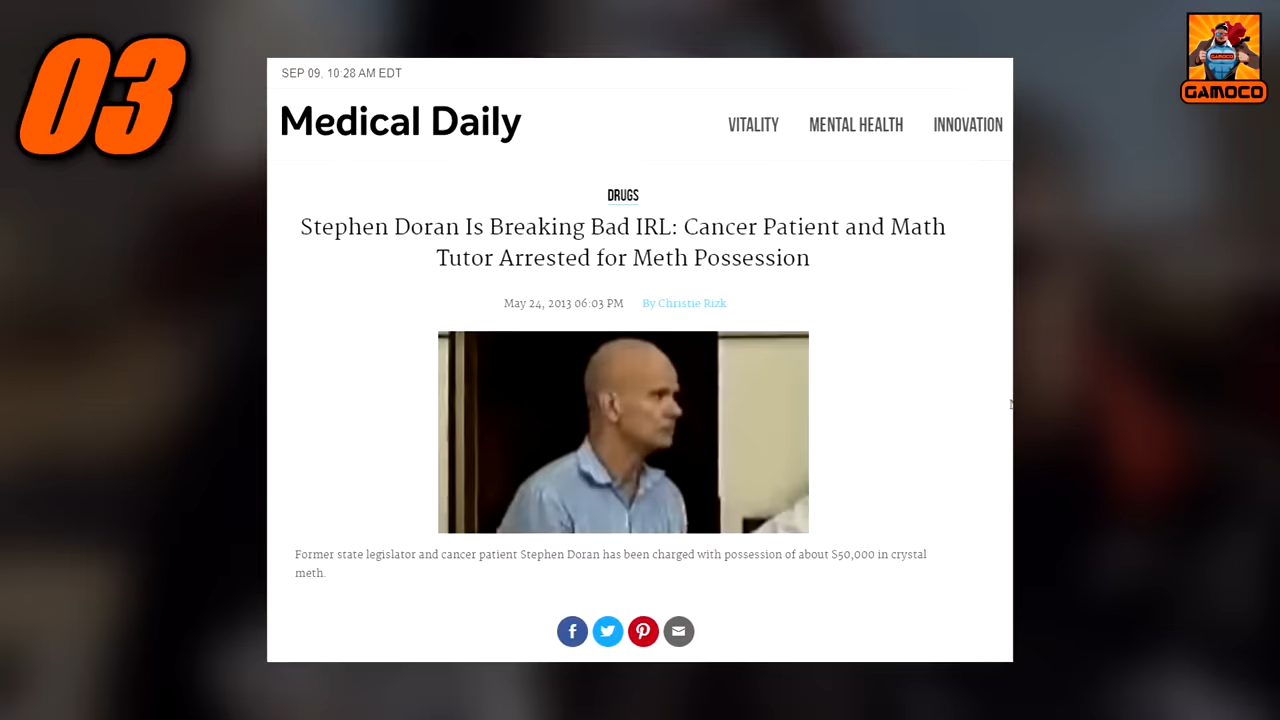 03
GAMOCO
GAMOCO
SEP 09, 10:28 AM EDT
Medical Daily
VITALITY
MENTAL HEALTH
INNOVATION
DRUGS
Stephen Doran Is Breaking Bad IRL: Cancer Patient and Math
Tutor Arrested for Meth Possession
May 24, 2013 06:03 PM
By Christie Rizk
Former state legislator and cancer patient Stephen Doran has been charged with possession of about $50,000 in crystal
meth.